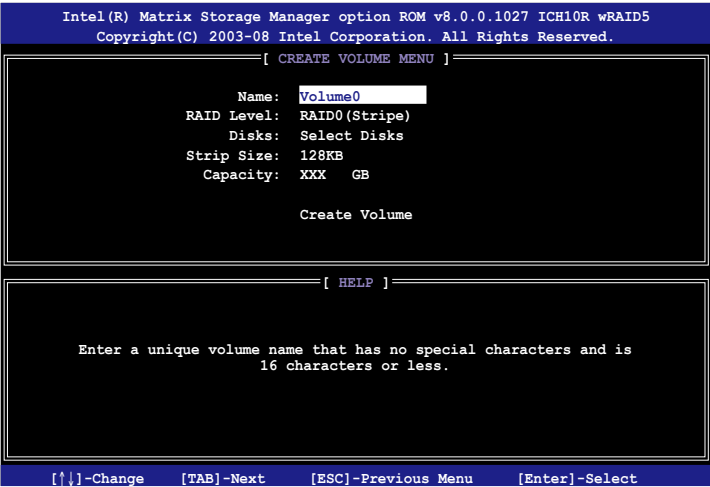 Intel(R) Matrix Storage Manager option ROM v8.0.0.1027 ICH10R wRAID5
Copyright(C) 2003-08 Intel Corporation. All Rights Reserved.
[ CREATE VOLUME MENU ]
Name: Volume0
RAID Level: RAID0(Stripe)
Disks: Select Disks
Strip Size: 128KB
Capacity: XXX GB
Create Volume
[ HELP ]
Enter a unique volume name that has no special characters and is
16 characters or less.
[↑↓]-Change [TAB]-Next [ESC]-Previous Menu [Enter]-Select